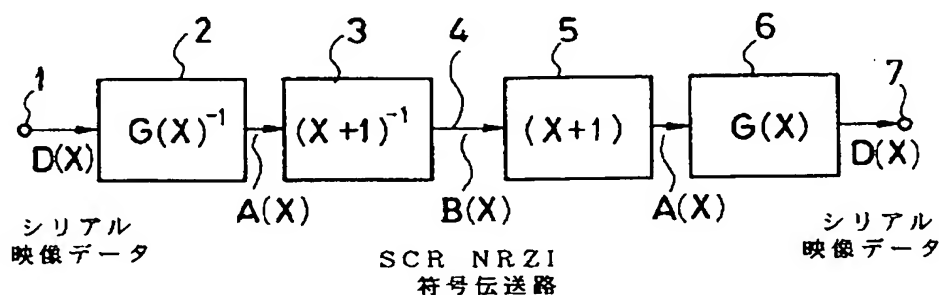 1
2
3
4
5
6
7
D(X)
G(X)⁻¹
A(X)
(X+1)⁻¹
B(X)
(X+1)
A(X)
G(X)
D(X)
シリアル
映像データ
SCR NRZI
符号伝送路
シリアル
映像データ